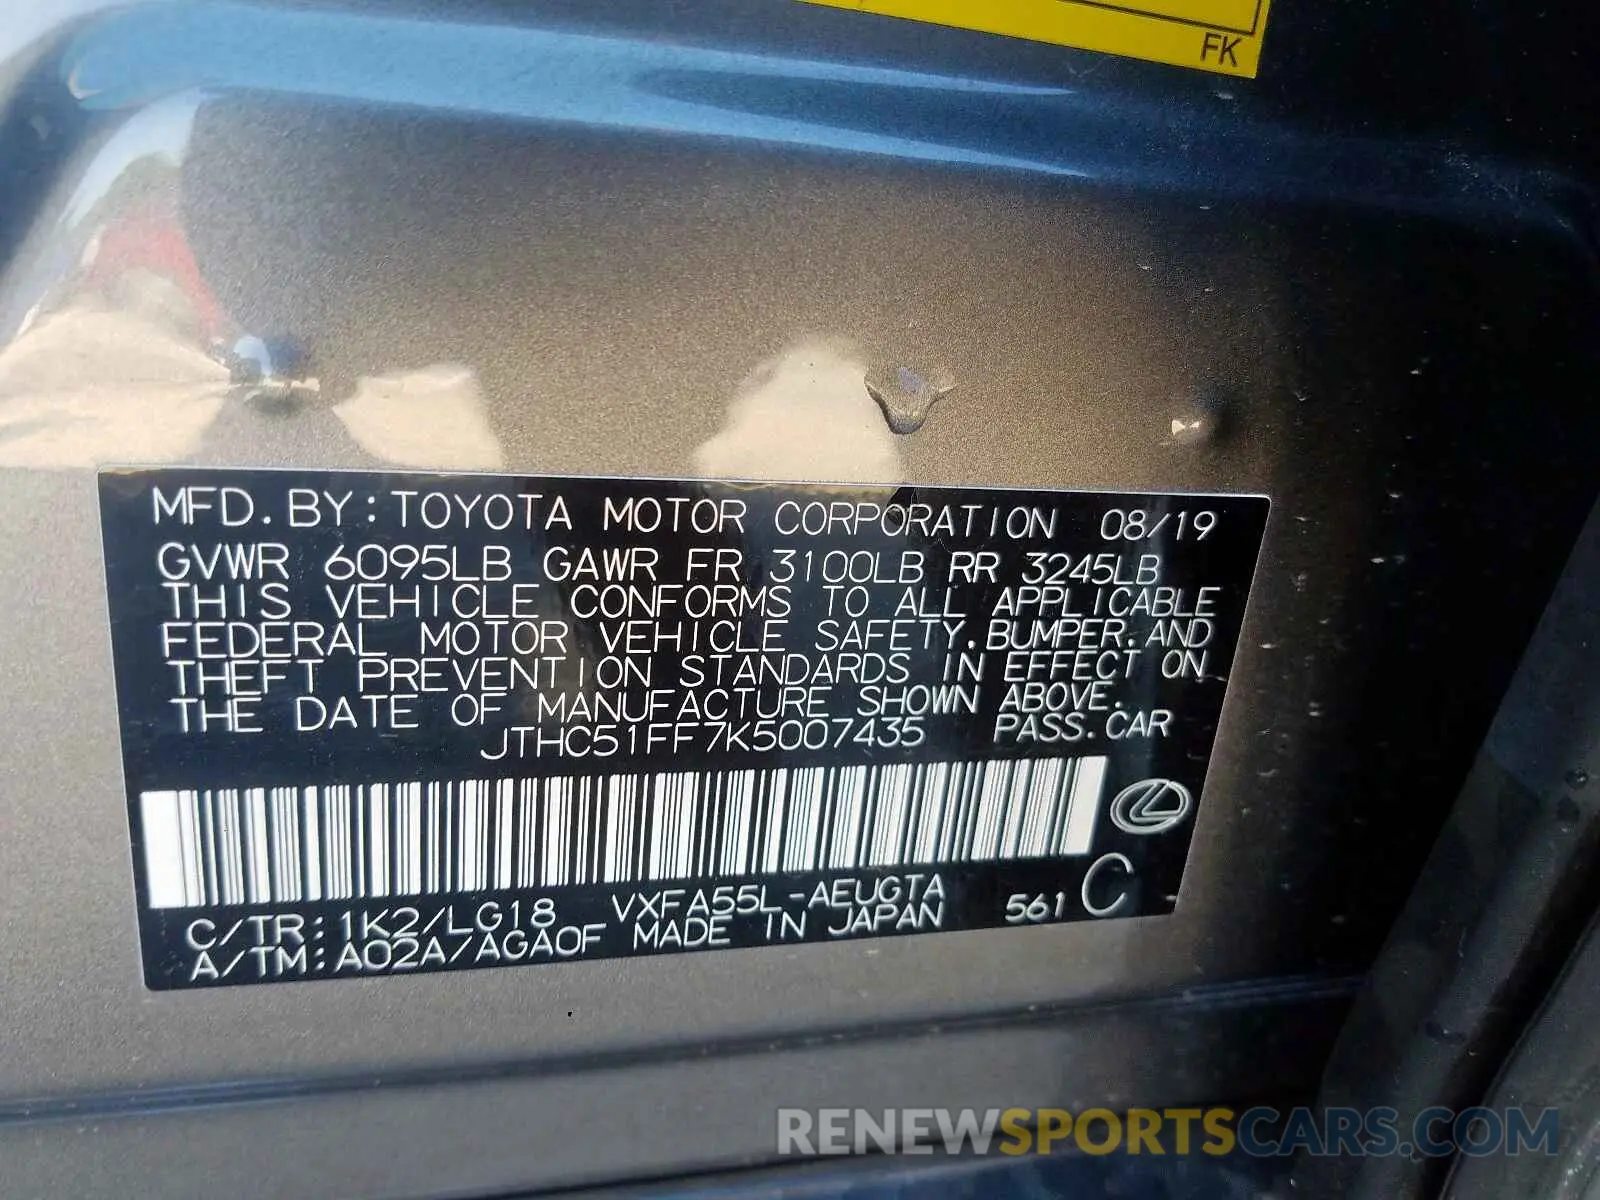 FK
MFD. BY: TOYOTA MOTOR CORPORATION 08/19
GVWR 6095LB GAWR FR 3100LB RR 3245LB
THIS VEHICLE CONFORMS TO ALL APPLICABLE
FEDERAL MOTOR VEHICLE SAFETY, BUMPER, AND
THEFT PREVENTION STANDARDS IN EFFECT ON
THE DATE OF MANUFACTURE SHOWN ABOVE.
JTHC51FF7K5007435 PASS. CAR
C/TR: 1K2/LG18 VXFA55L-AEUGTA 561 C
A/TM: A02A/AGA0F MADE IN JAPAN
RENEWSPORTSCARS.COM